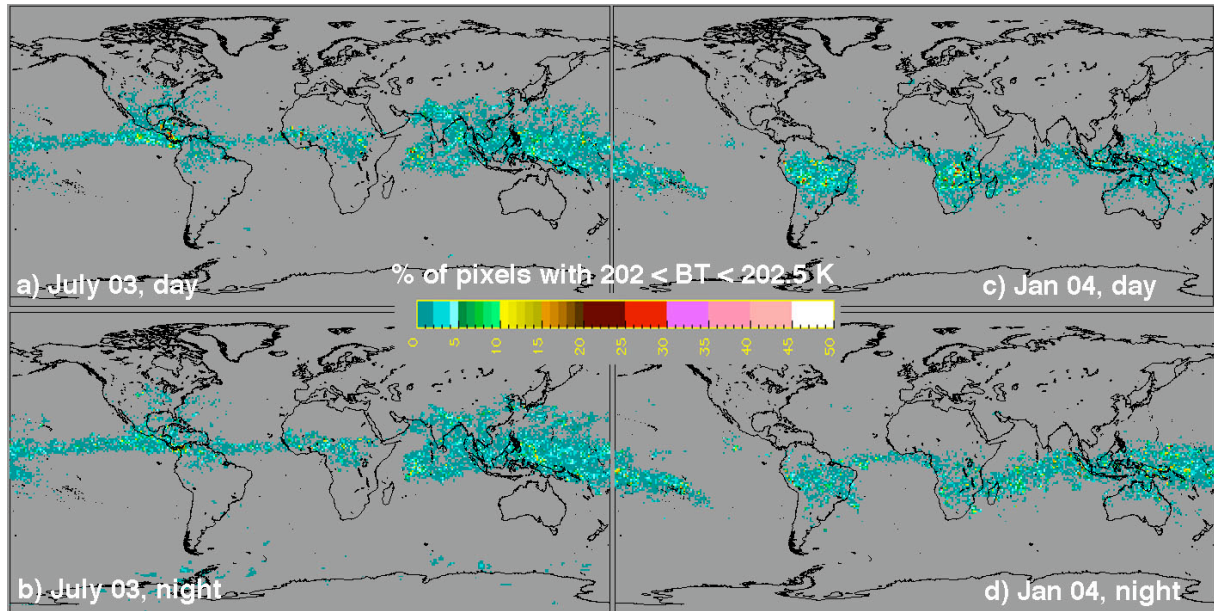 a) July 03, day
c) Jan 04, day
% of pixels with 202 < BT < 202.5 K
0 5 10 15 20 25 30 35 40 45 50
b) July 03, night
d) Jan 04, night